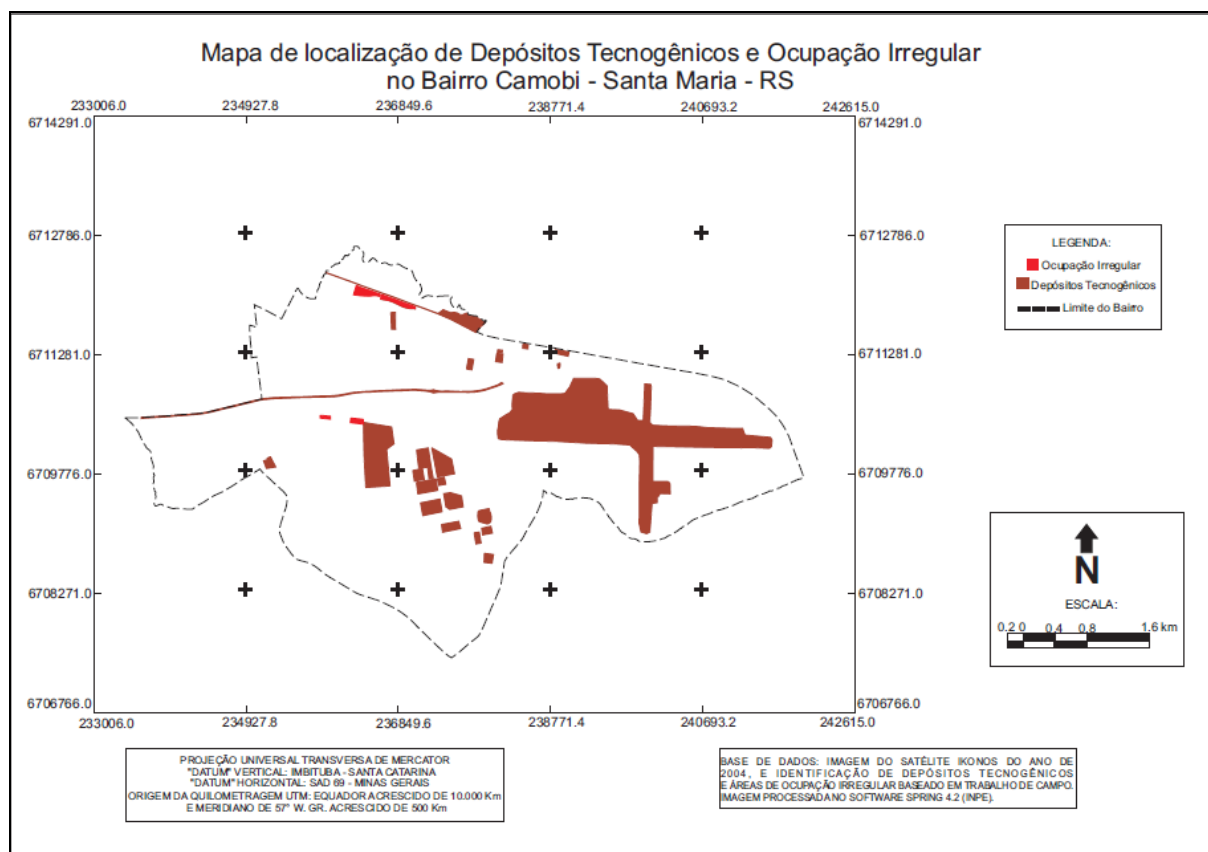 Mapa de localização de Depósitos Tecnogênicos e Ocupação Irregular
no Bairro Camobi - Santa Maria - RS
233006.0 234927.8 236849.6 238771.4 240693.2 242615.0
6714291.0 6714291.0
6712786.0 6712786.0
6711281.0 6711281.0
6709776.0 6709776.0
6708271.0 6708271.0
6706766.0 6706766.0
233006.0 234927.8 236849.6 238771.4 240693.2 242615.0
LEGENDA:
Ocupação Irregular
Depósitos Tecnogênicos
Limite do Bairro
N
ESCALA:
0.2 0 0.4 0.8 1.6 km
PROJEÇÃO UNIVERSAL TRANSVERSA DE MERCATOR
"DATUM" VERTICAL: IMBITUBA - SANTA CATARINA
"DATUM" HORIZONTAL: SAD 69 - MINAS GERAIS
ORIGEM DA QUILOMETRAGEM UTM: EQUADOR ACRESCIDO DE 10.000 Km
E MERIDIANO DE 57° W. GR. ACRESCIDO DE 500 Km
BASE DE DADOS: IMAGEM DO SATÉLITE IKONOS DO ANO DE
2004, E IDENTIFICAÇÃO DE DEPÓSITOS TECNOGÊNICOS
E ÁREAS DE OCUPAÇÃO IRREGULAR BASEADO EM TRABALHO DE CAMPO.
IMAGEM PROCESSADA NO SOFTWARE SPRING 4.2 (INPE).